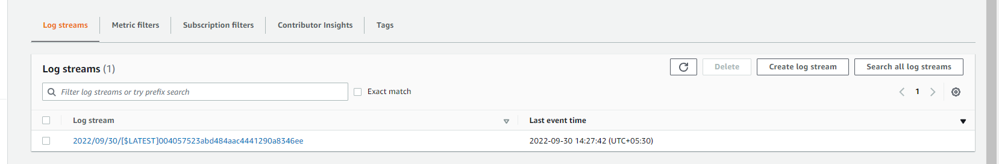 Log streams
Metric filters
Subscription filters
Contributor Insights
Tags
Log streams (1)
Delete
Create log stream
Search all log streams
Filter log streams or try prefix search
Exact match
1
Log stream
Last event time
2022/09/30/[$LATEST]004057523abd484aac4441290a8346ee
2022-09-30 14:27:42 (UTC+05:30)